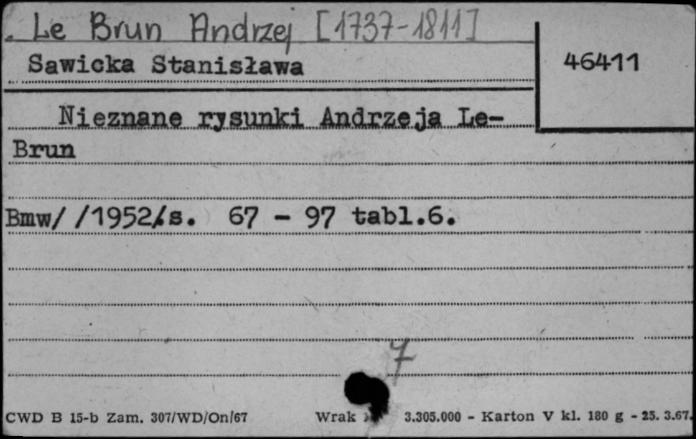 Le Brun Andrzej [1737-1811]
Sawicka Stanisława
46411
Nieznane rysunki Andrzeja Le-
Brun
Bmw/ /1952/s. 67 - 97 tabl.6.
7
CWD B 15-b Zam. 307/WD/On/67 Wrak 3.305.000 - Karton V kl. 180 g - 25. 3.67.